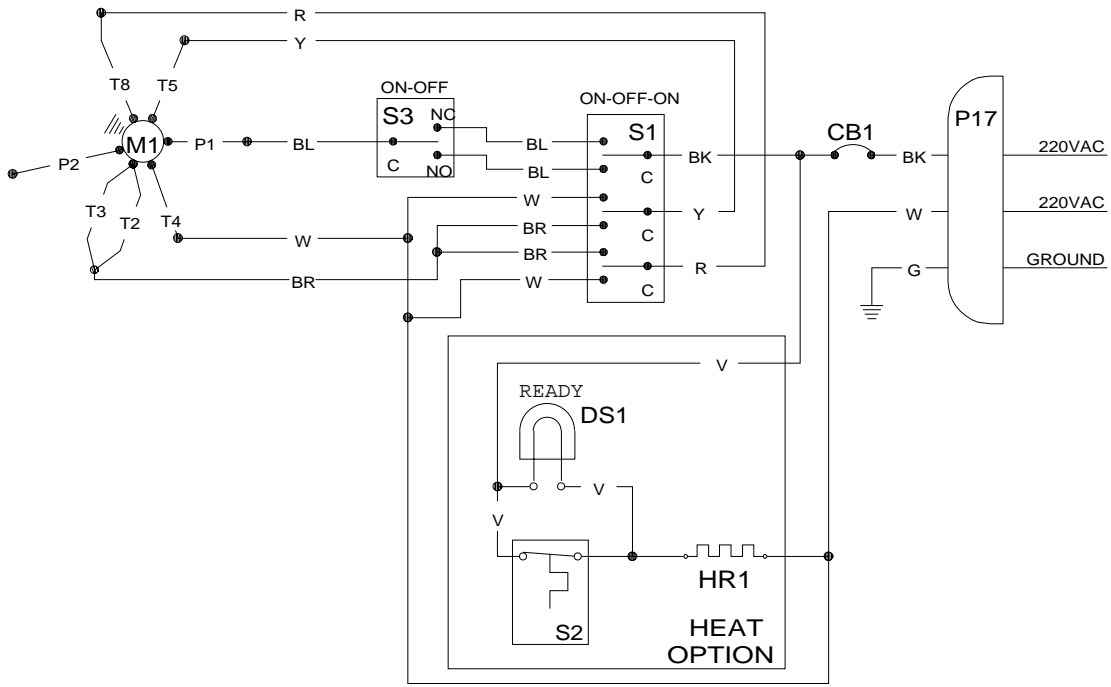 R
Y
T8
T5
ON-OFF
ON-OFF-ON
S3
NC
S1
CB1
P17
M1
P1
BL
BL
BK
BK
220VAC
C
NO
BL
C
P2
W
Y
W
220VAC
T3
T2
T4
BR
C
W
BR
R
G
GROUND
BR
W
C
V
READY
DS1
V
V
HR1
S2
HEAT
OPTION